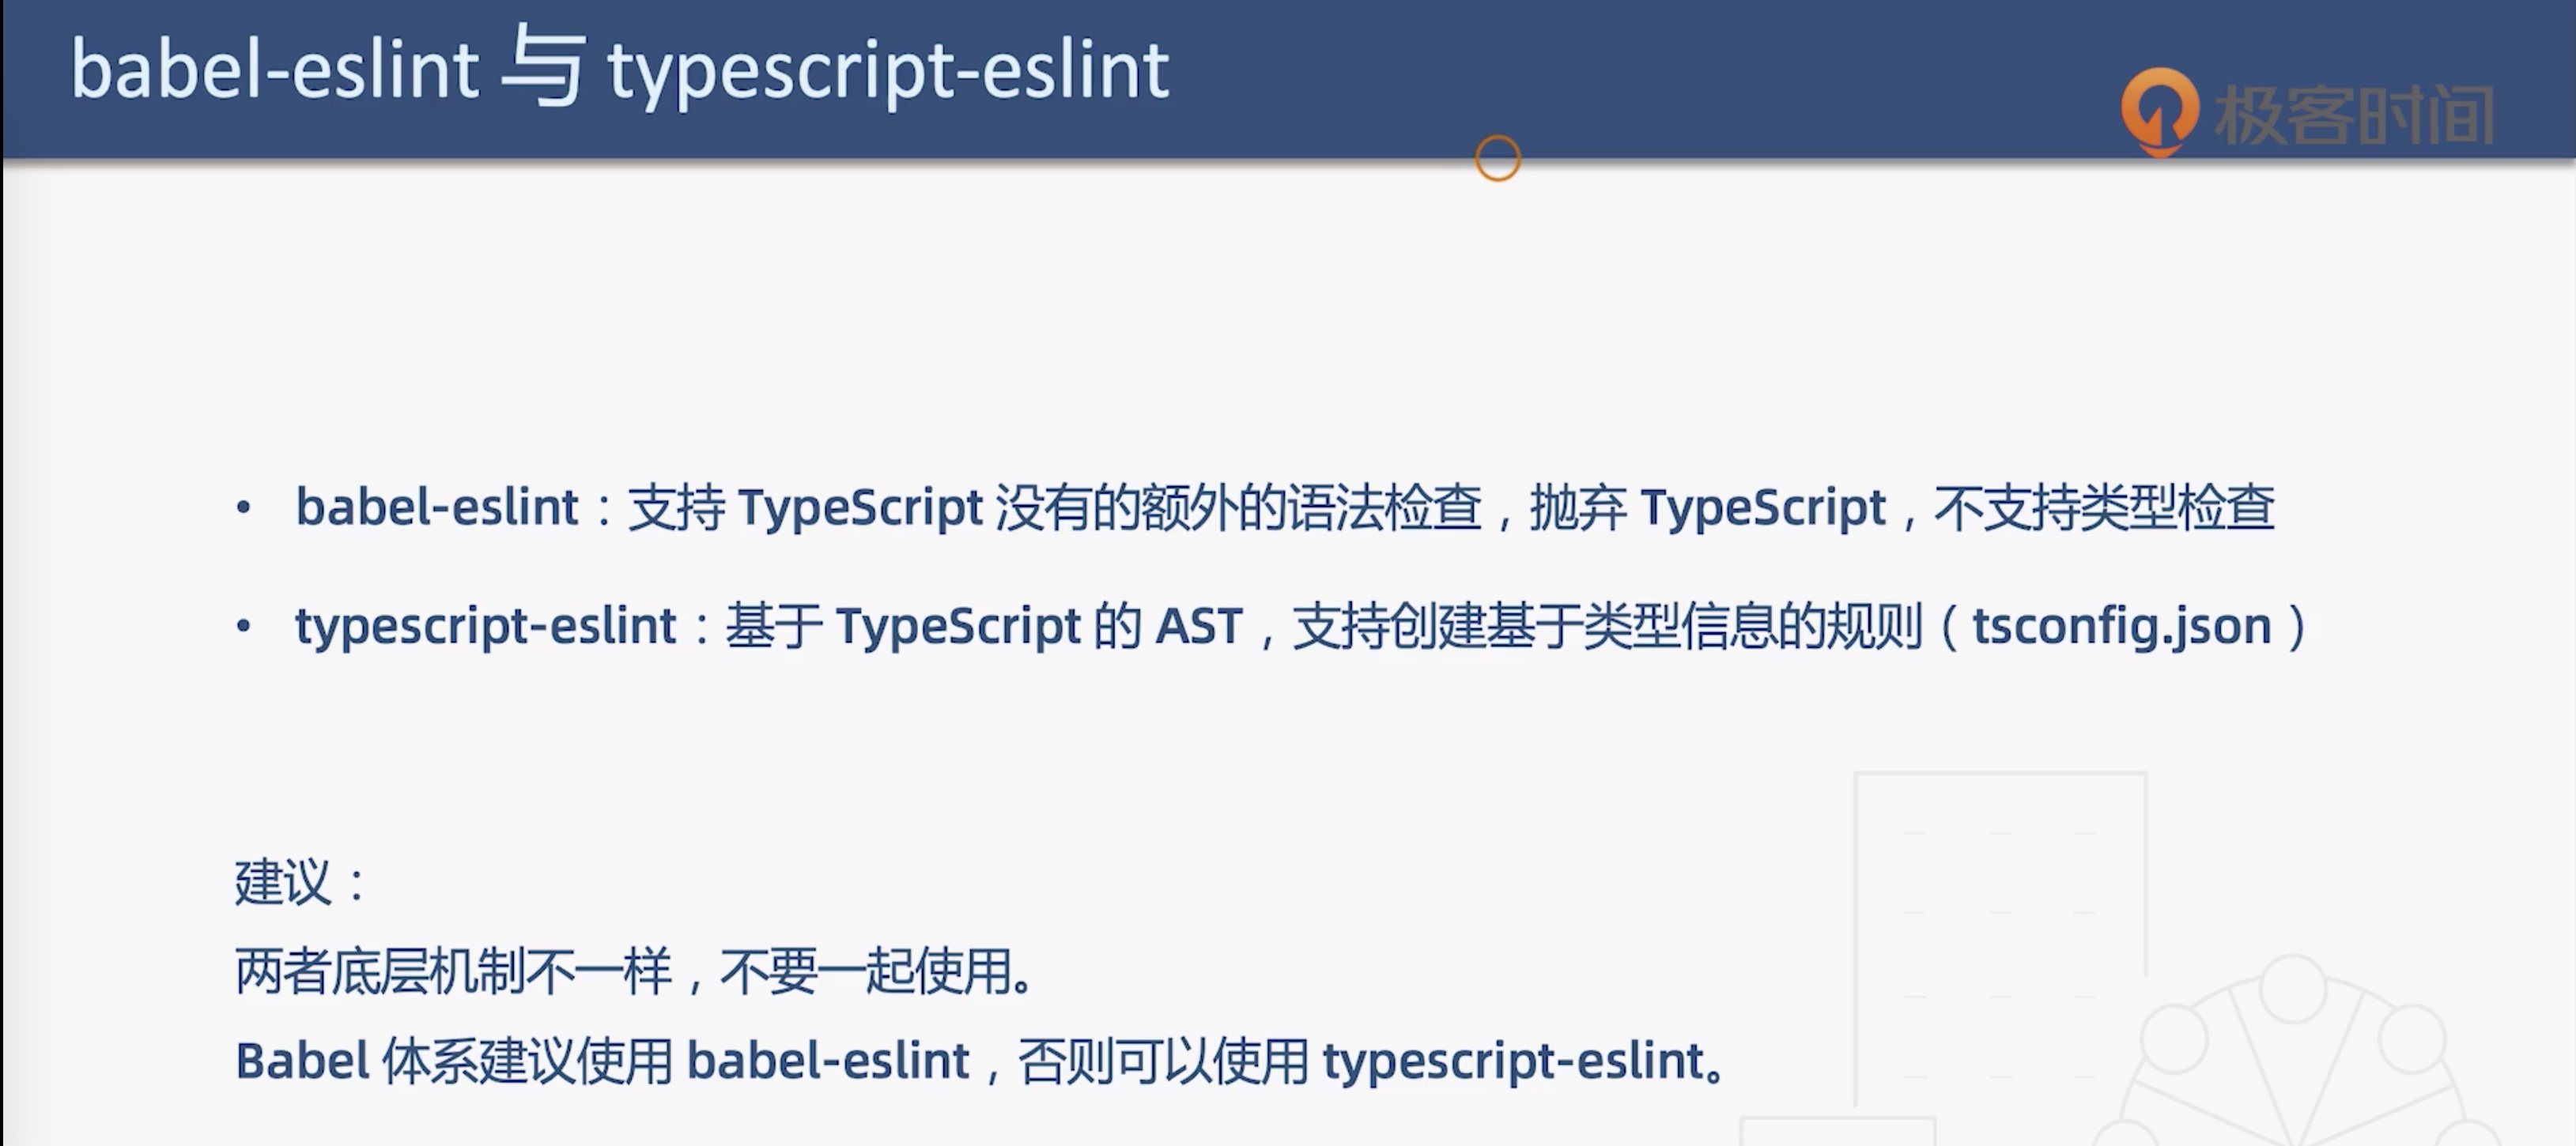 babel-eslint 与 typescript-eslint
极客时间
• babel-eslint：支持 TypeScript 没有的额外的语法检查，抛弃 TypeScript，不支持类型检查
• typescript-eslint：基于 TypeScript 的 AST，支持创建基于类型信息的规则（tsconfig.json）
建议：
两者底层机制不一样，不要一起使用。
Babel 体系建议使用 babel-eslint，否则可以使用 typescript-eslint。